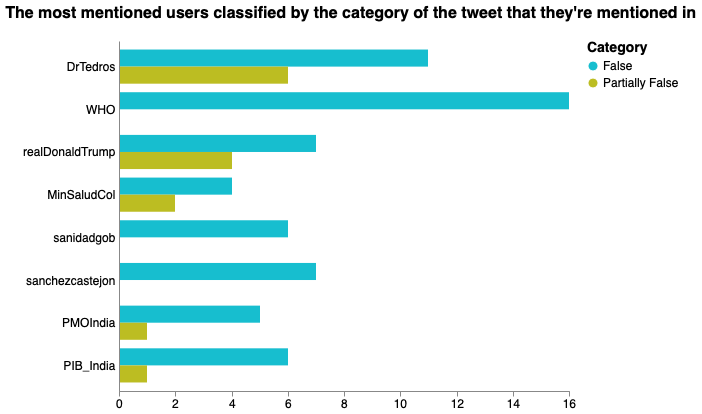 The most mentioned users classified by the category of the tweet that they're mentioned in
Category
False
Partially False
DrTedros
WHO
realDonaldTrump
MinSaludCol
sanidadgob
sanchezcastejon
PMOIndia
PIB_India
0 2 4 6 8 10 12 14 16